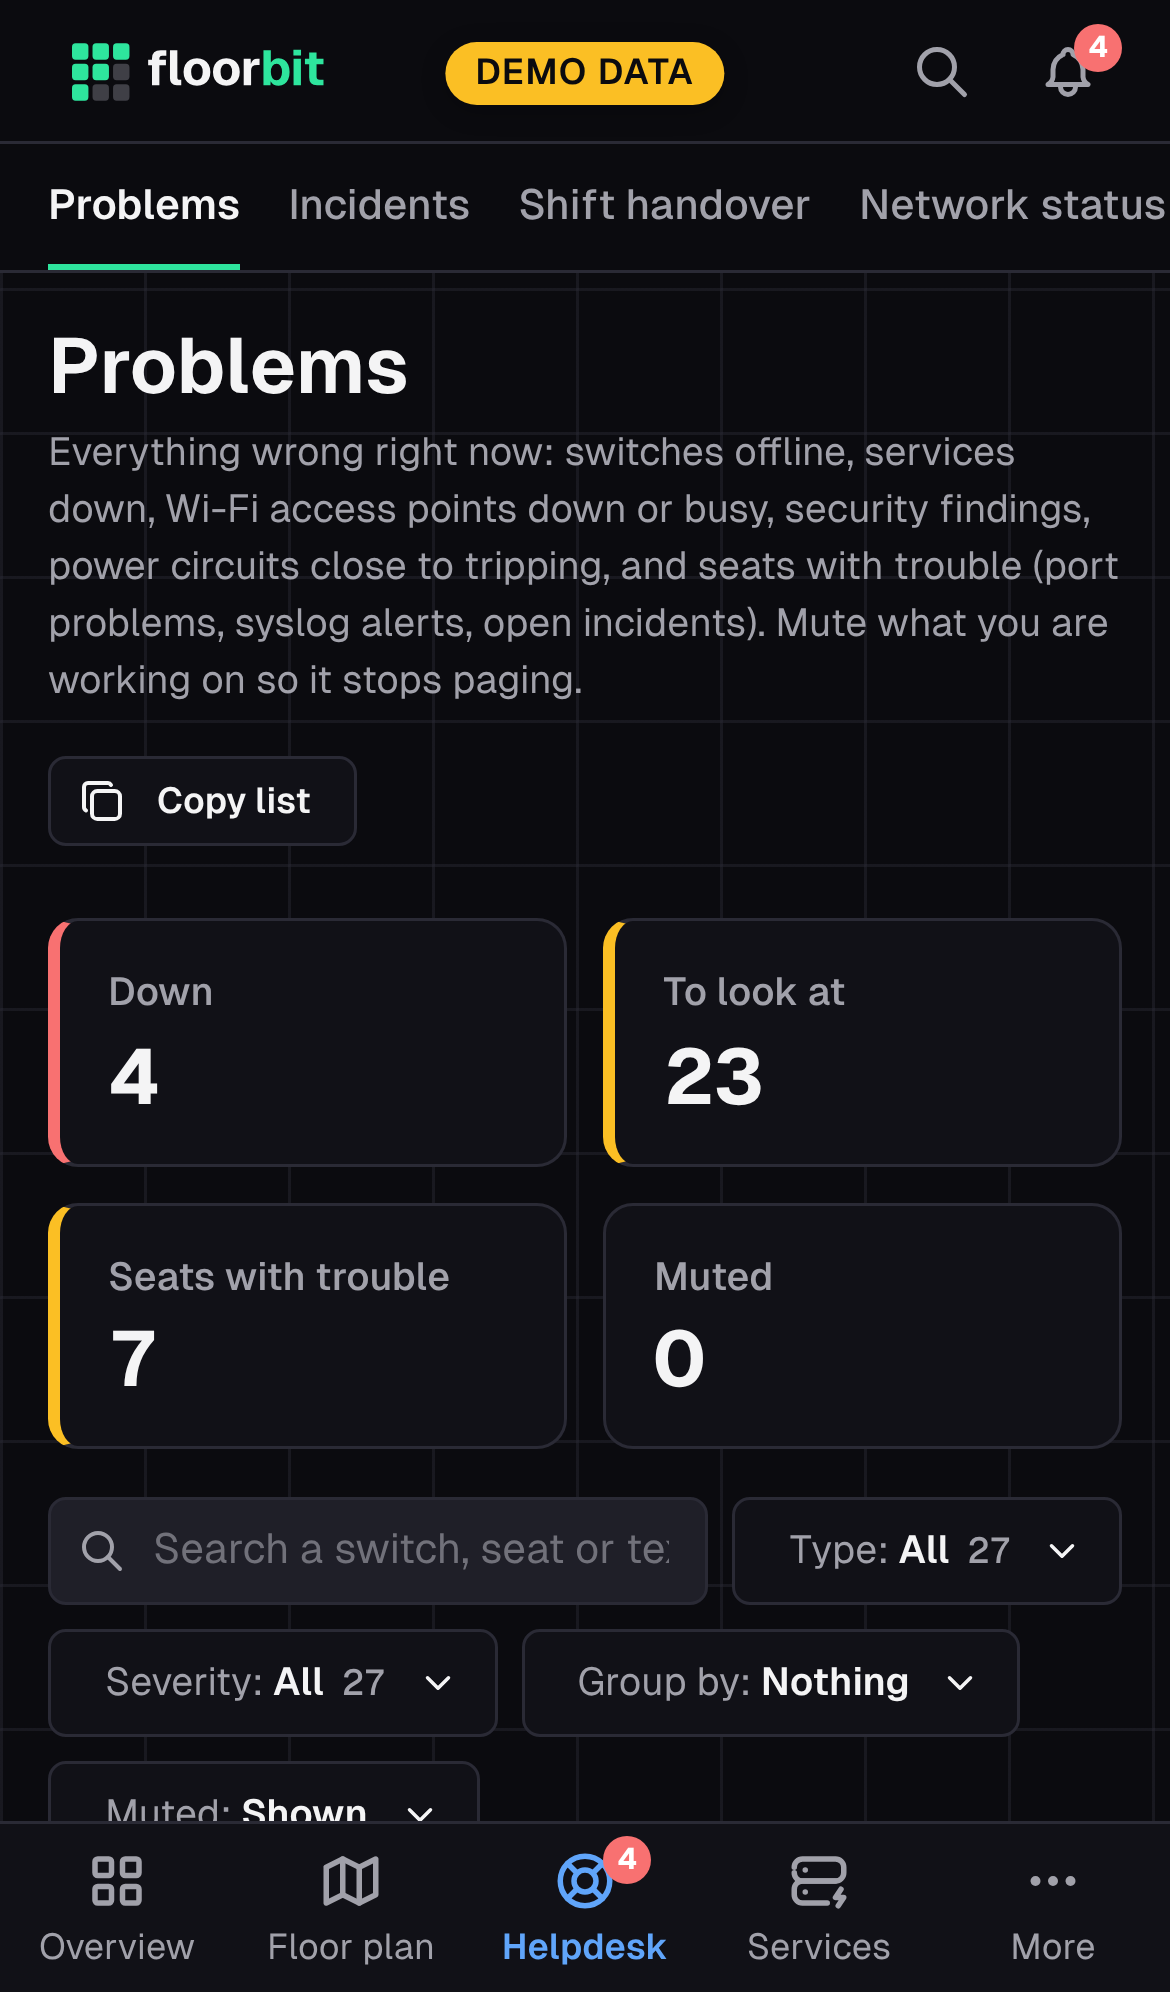 floorbit
DEMO DATA
4
Problems
Incidents
Shift handover
Network status
Problems
Everything wrong right now: switches offline, services
down, Wi-Fi access points down or busy, security findings,
power circuits close to tripping, and seats with trouble (port
problems, syslog alerts, open incidents). Mute what you are
working on so it stops paging.
Copy list
Down
4
To look at
23
Seats with trouble
7
Muted
0
Search a switch, seat or te
Type: All 27
Severity: All 27
Group by: Nothing
Muted: Shown
4
Overview
Floor plan
Helpdesk
Services
More